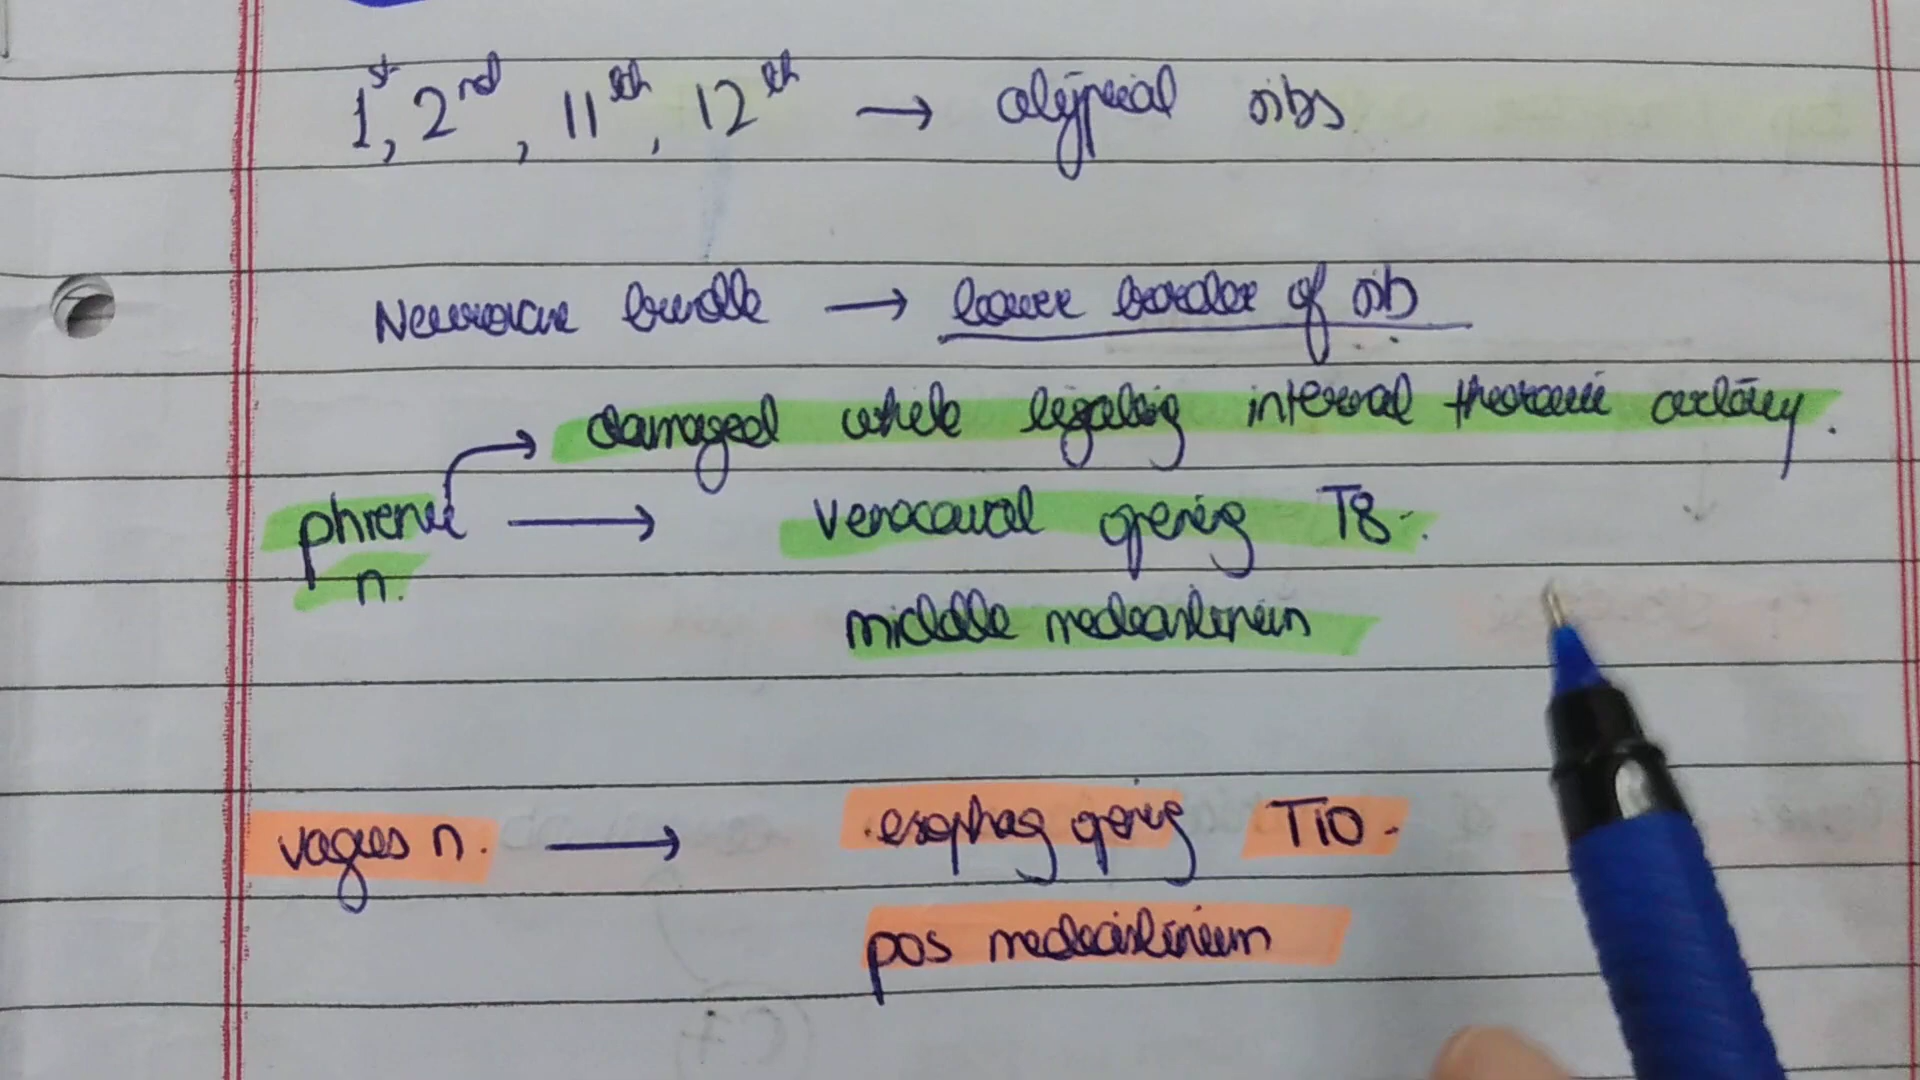 1st, 2nd, 11th, 12th → atypical ribs
Neurovac bundle → lower border of rib
damaged while ligating internal thoracic artery.
phrenic → venacaval opening T8.
n.
middle mediastinum
vagus n. → esophag opening T10.
pos mediastinum